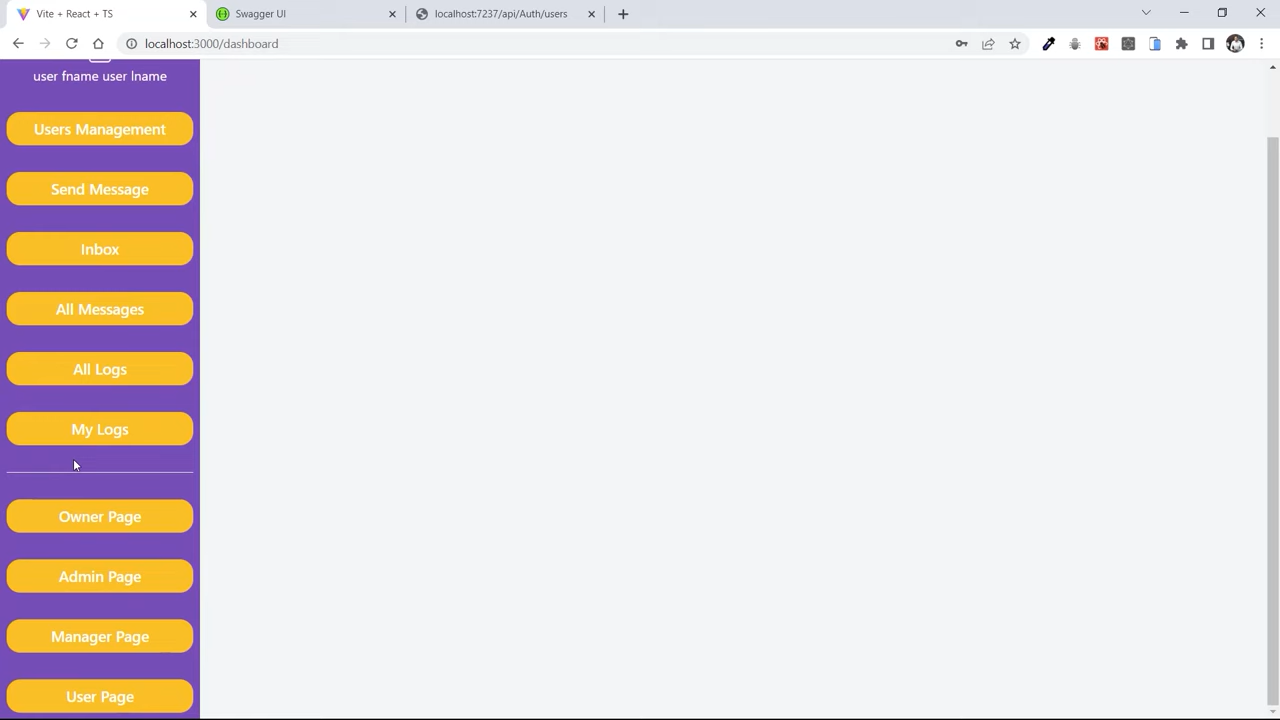 Vite + React + TS
Swagger UI
localhost:7237/api/Auth/users
localhost:3000/dashboard
user fname user lname
Users Management
Send Message
Inbox
All Messages
All Logs
My Logs
Owner Page
Admin Page
Manager Page
User Page